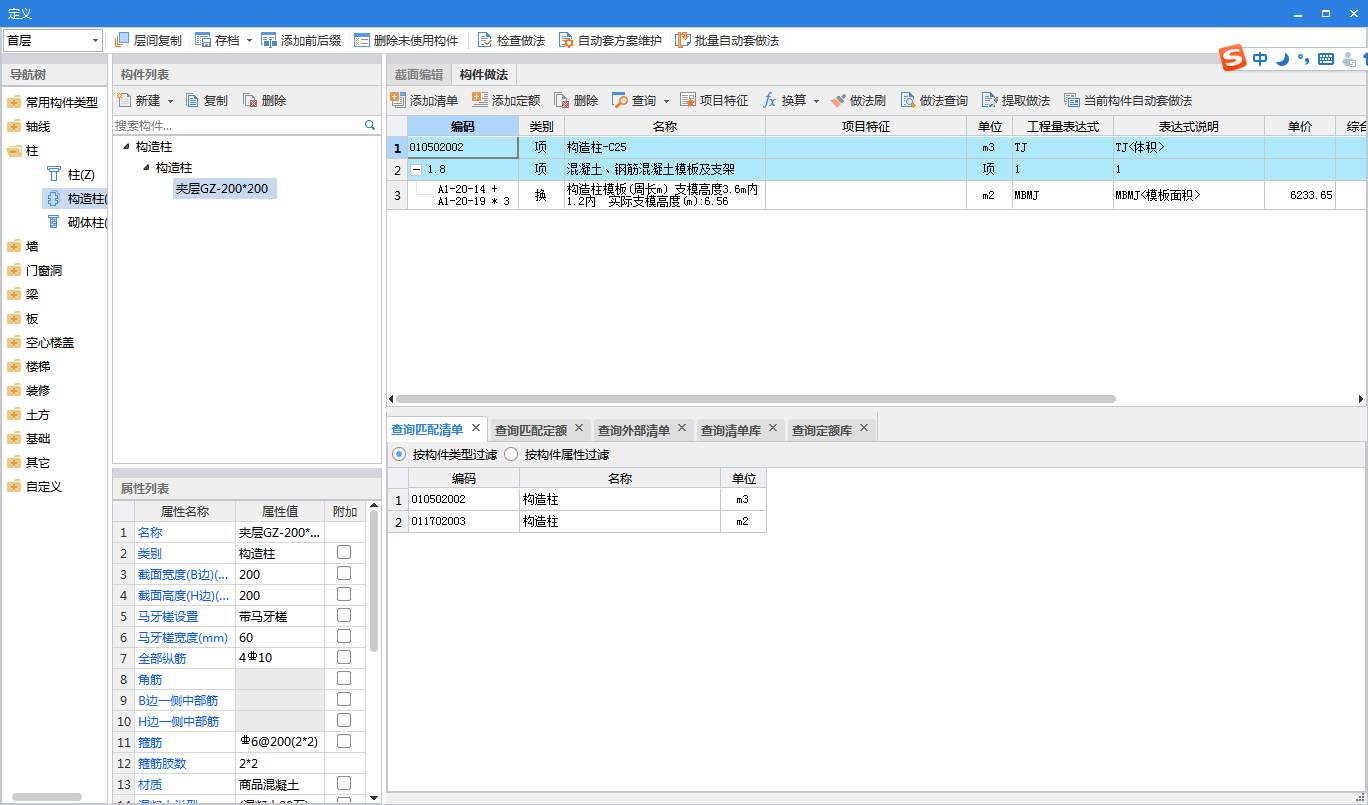 定义
首层 层间复制 存档 添加前后缀 删除未使用构件 检查做法 自动套方案维护 批量自动套做法
中
导航树
常用构件类型
轴线
柱
柱(Z)
构造柱(
砌体柱(
墙
门窗洞
梁
板
空心楼盖
楼梯
装修
土方
基础
其它
自定义
构件列表
新建 复制 删除
搜索构件...
构造柱
构造柱
夹层GZ-200*200
属性列表
属性名称 属性值 附加
1 名称 夹层GZ-200*...
2 类别 构造柱
3 截面宽度(B边)(... 200
4 截面高度(H边)(... 200
5 马牙槎设置 带马牙槎
6 马牙槎宽度(mm) 60
7 全部纵筋 4⌽10
8 角筋
9 B边一侧中部筋
10 H边一侧中部筋
11 箍筋 ⌽6@200(2*2)
12 箍筋肢数 2*2
13 材质 商品混凝土
截面编辑 构件做法
添加清单 添加定额 删除 查询 项目特征 fx 换算 做法刷 做法查询 提取做法 当前构件自动套做法
编码 类别 名称 项目特征 单位 工程量表达式 表达式说明 单价 综合
1 010502002 项 构造柱-C25 m3 TJ TJ<体积>
2 1.8 混凝土、钢筋混凝土模板及支架 项 1 1
3 A1-20-14 + A1-20-19 * 3 换 构造柱模板(周长m) 支模高度3.6m内 1.2内 实际支模高度(m):6.56 m2 MBMJ MBMJ<模板面积> 6233.65
查询匹配清单 查询匹配定额 查询外部清单 查询清单库 查询定额库
按构件类型过滤 按构件属性过滤
编码 名称 单位
1 010502002 构造柱 m3
2 011702003 构造柱 m2